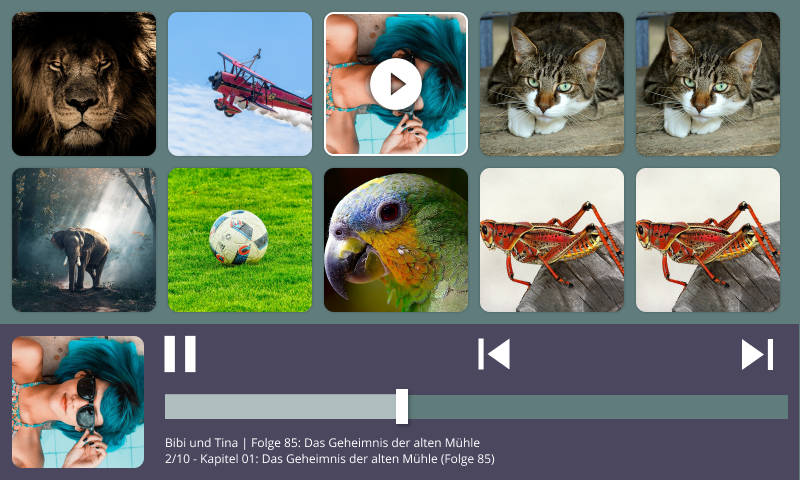 Bibi und Tina | Folge 85: Das Geheimnis der alten Mühle
2/10 - Kapitel 01: Das Geheimnis der alten Mühle (Folge 85)